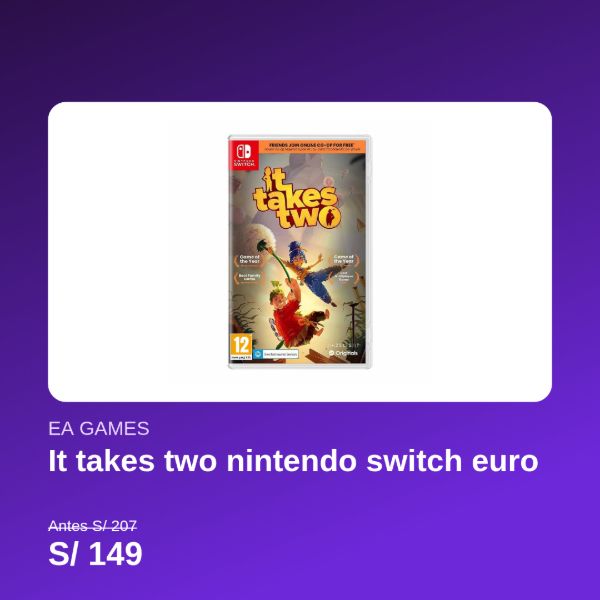 FRIENDS JOIN ONLINE CO-OP FOR FREE
NINTENDO
SWITCH
it
takes
two
Game of
the Year
Game of
the Year
Best Family
Game
12
Originals
EA GAMES
It takes two nintendo switch euro
Antes S/ 207
S/ 149